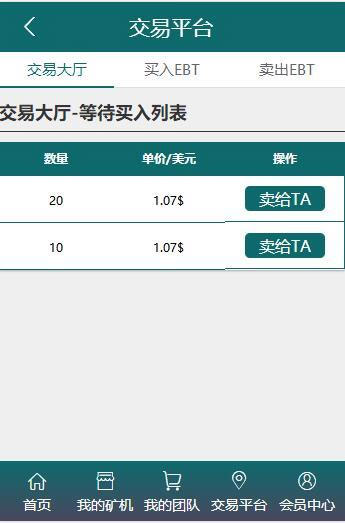 交易平台
交易大厅 买入EBT 卖出EBT
交易大厅-等待买入列表
数量 单价/美元 操作
20 1.07$ 卖给TA
10 1.07$ 卖给TA
首页 我的矿机 我的团队 交易平台 会员中心